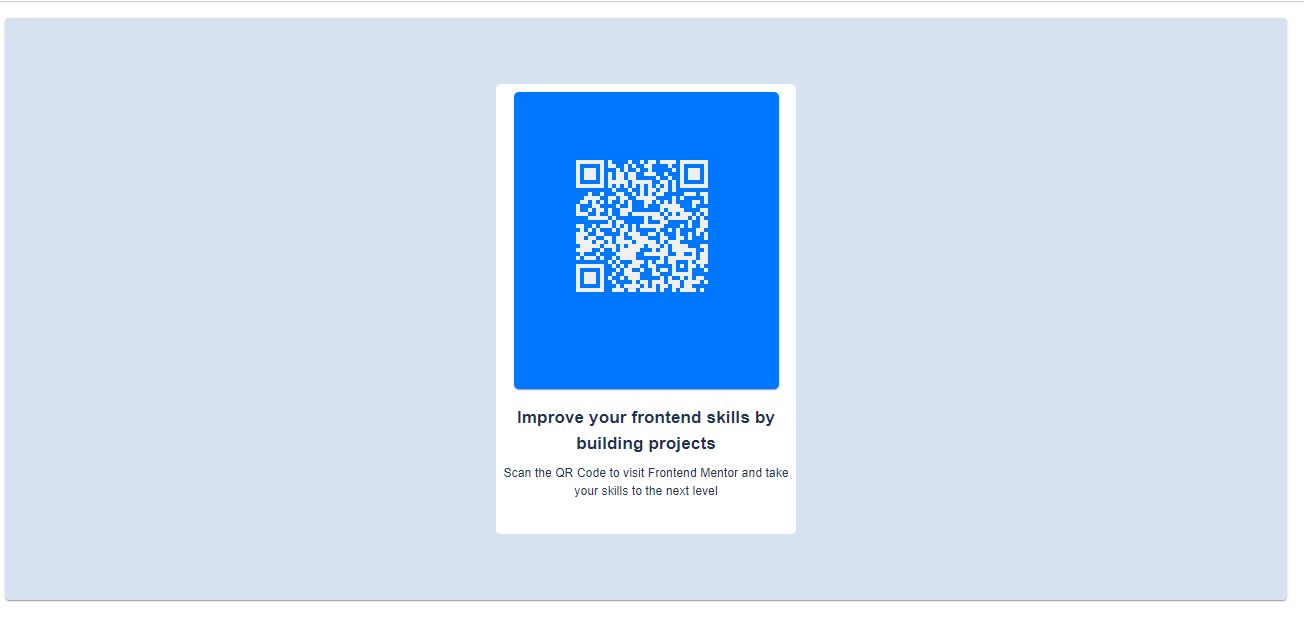 Improve your frontend skills by
building projects
Scan the QR Code to visit Frontend Mentor and take
your skills to the next level